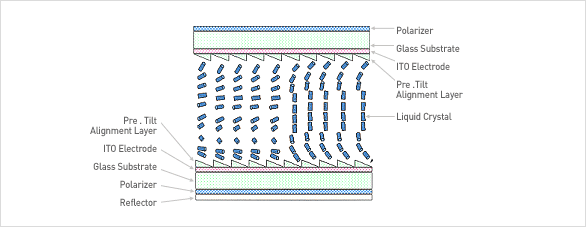 Polarizer
Glass Substrate
ITO Electrode
Pre .Tilt
Alignment Layer
Liquid Crystal
Pre . Tilt
Alignment Layer
ITO Electrode
Glass Substrate
Polarizer
Reflector